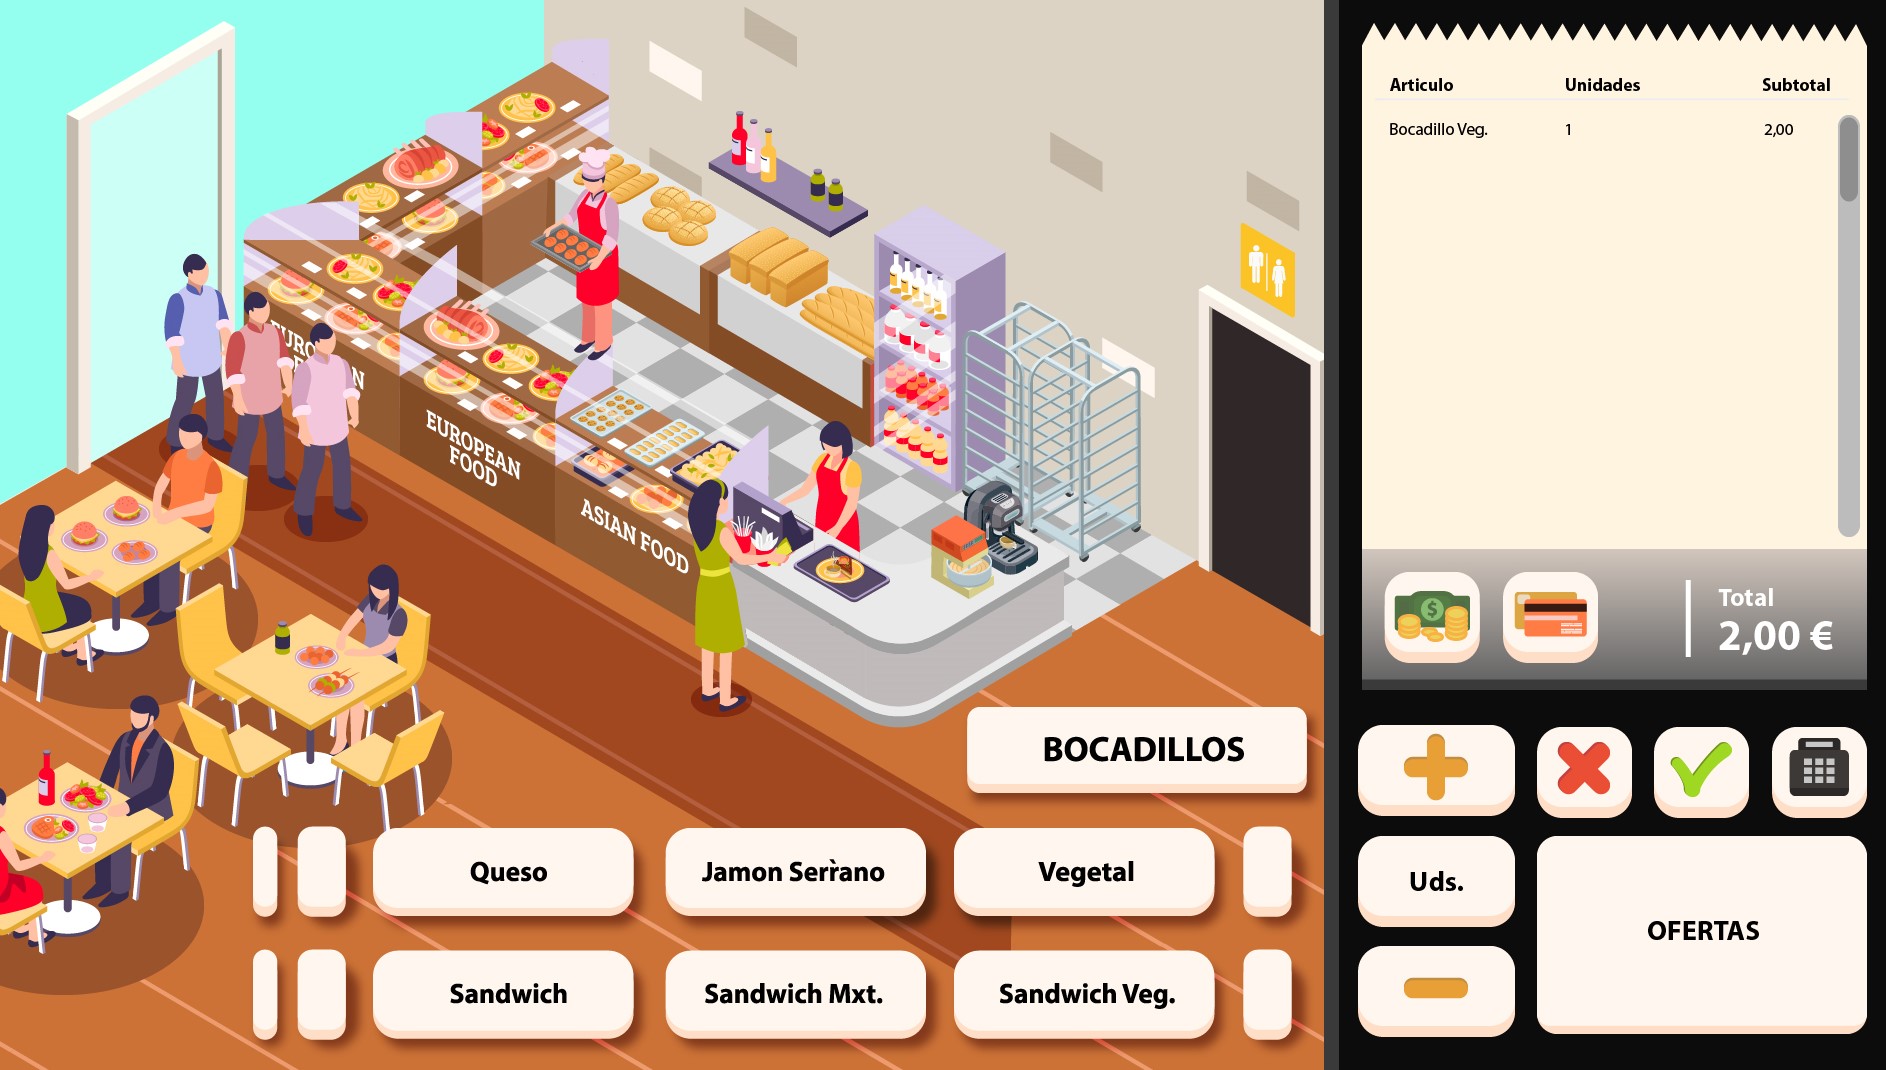 EUROPEAN
FOOD
ASIAN FOOD
BOCADILLOS
Queso
Jamon Serràno
Vegetal
Sandwich
Sandwich Mxt.
Sandwich Veg.
Articulo Unidades Subtotal
Bocadillo Veg. 1 2,00
Total
2,00 €
Uds.
OFERTAS